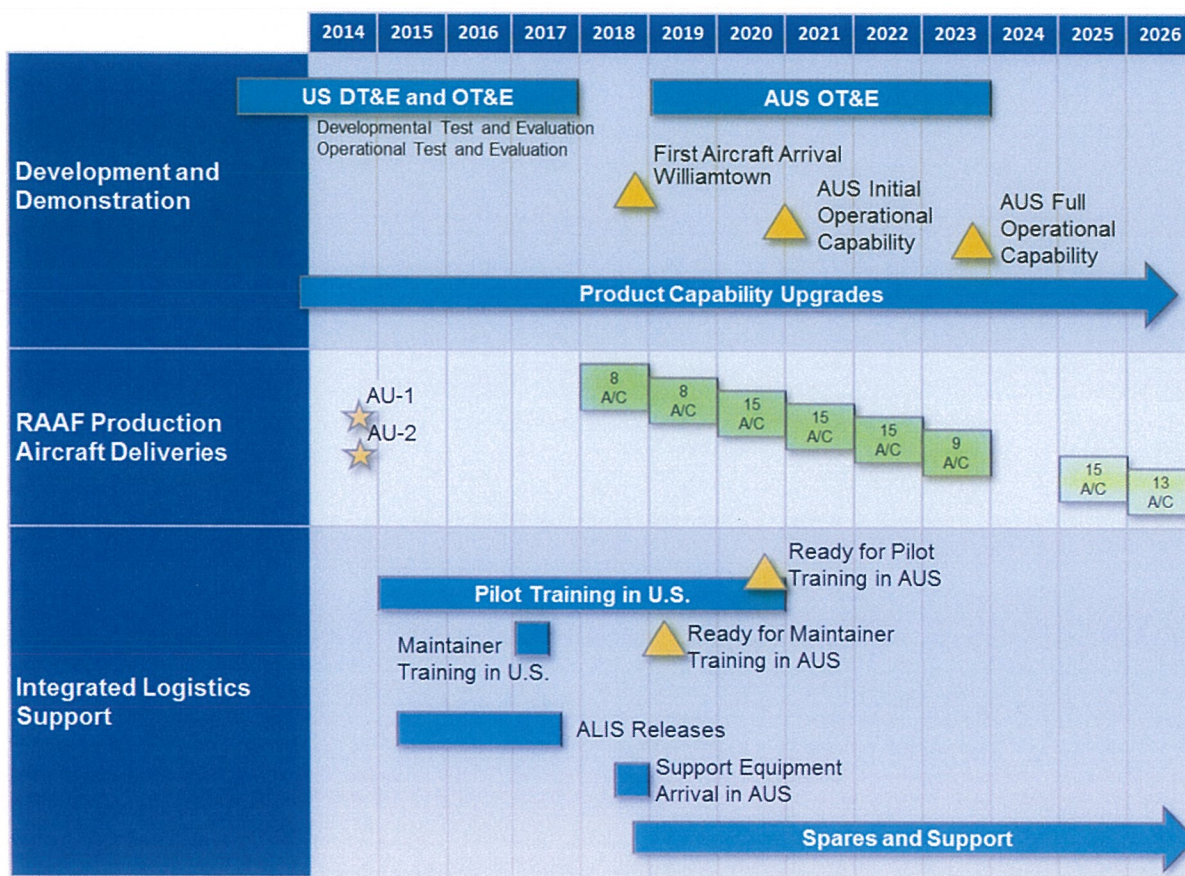 2014 2015 2016 2017 2018 2019 2020 2021 2022 2023 2024 2025 2026
Development and
Demonstration
US DT&E and OT&E
Developmental Test and Evaluation
Operational Test and Evaluation
AUS OT&E
First Aircraft Arrival
Williamtown
AUS Initial
Operational
Capability
AUS Full
Operational
Capability
Product Capability Upgrades
RAAF Production
Aircraft Deliveries
AU-1
AU-2
8
A/C
8
A/C
15
A/C
15
A/C
15
A/C
9
A/C
15
A/C
13
A/C
Integrated Logistics
Support
Ready for Pilot
Training in AUS
Pilot Training in U.S.
Maintainer
Training in U.S.
Ready for Maintainer
Training in AUS
ALIS Releases
Support Equipment
Arrival in AUS
Spares and Support